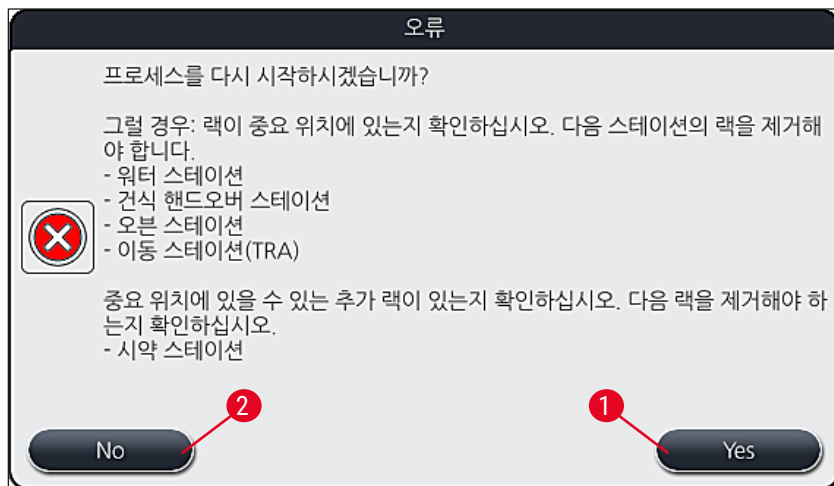 오류
프로세스를 다시 시작하시겠습니까?
그럴 경우: 랙이 중요 위치에 있는지 확인하십시오. 다음 스테이션의 랙을 제거해
야 합니다.
- 워터 스테이션
- 건식 핸드오버 스테이션
- 오븐 스테이션
- 이동 스테이션(TRA)
중요 위치에 있을 수 있는 추가 랙이 있는지 확인하십시오. 다음 랙을 제거해야 하
는지 확인하십시오.
- 시약 스테이션
2
1
No
Yes